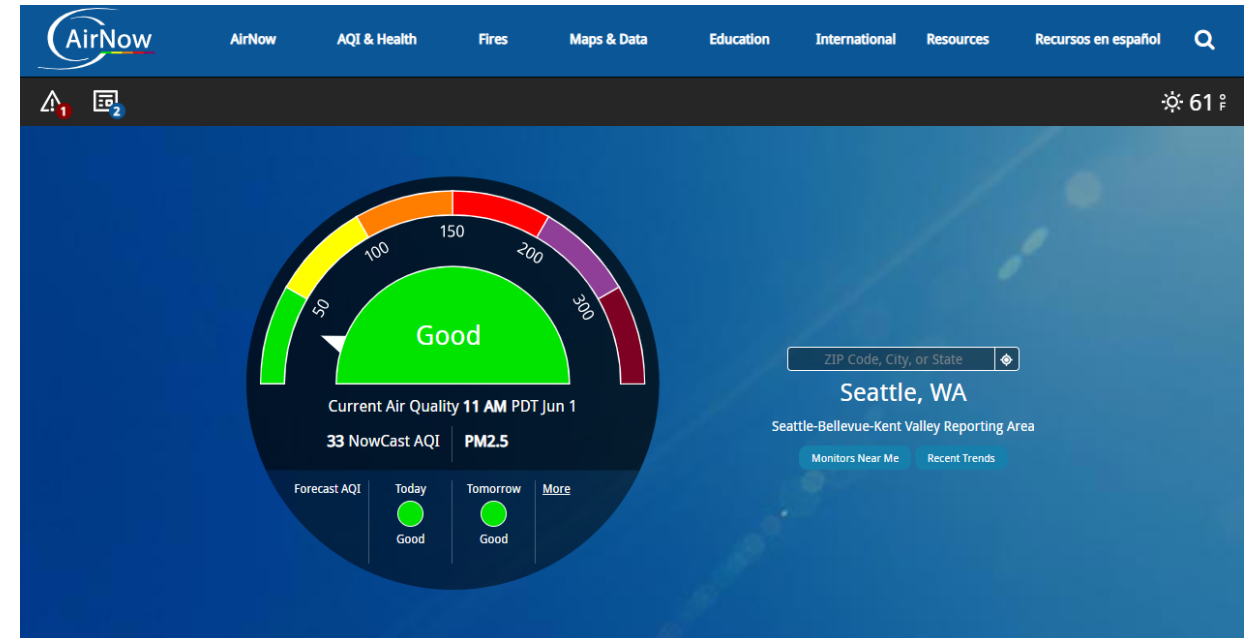 AirNow AirNow AQI & Health Fires Maps & Data Education International Resources Recursos en español
1 2 61 °F
150
100 200
50 300
Good
ZIP Code, City, or State
Seattle, WA
Current Air Quality 11 AM PDT Jun 1
Seattle-Bellevue-Kent Valley Reporting Area
33 NowCast AQI PM2.5
Monitors Near Me Recent Trends
Forecast AQI Today Tomorrow More
Good Good